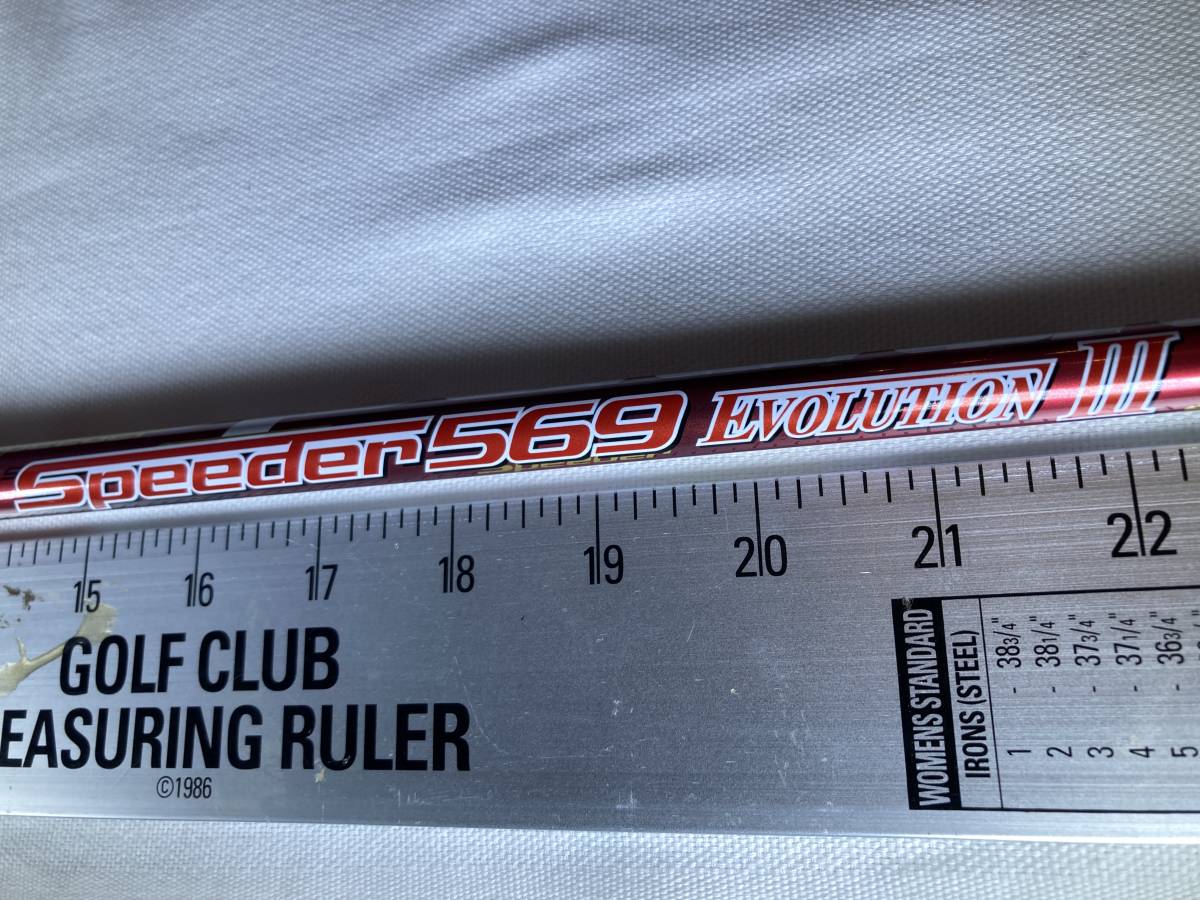 Speeder 569 EVOLUTION III
15 16 17 18 19 20 21 22
GOLF CLUB
EASURING RULER
©1986
WOMENS STANDARD
IRONS (STEEL)
1 - 38 3/4"
2 - 38 1/4"
3 - 37 3/4"
4 - 37 1/4"
5 - 36 3/4"